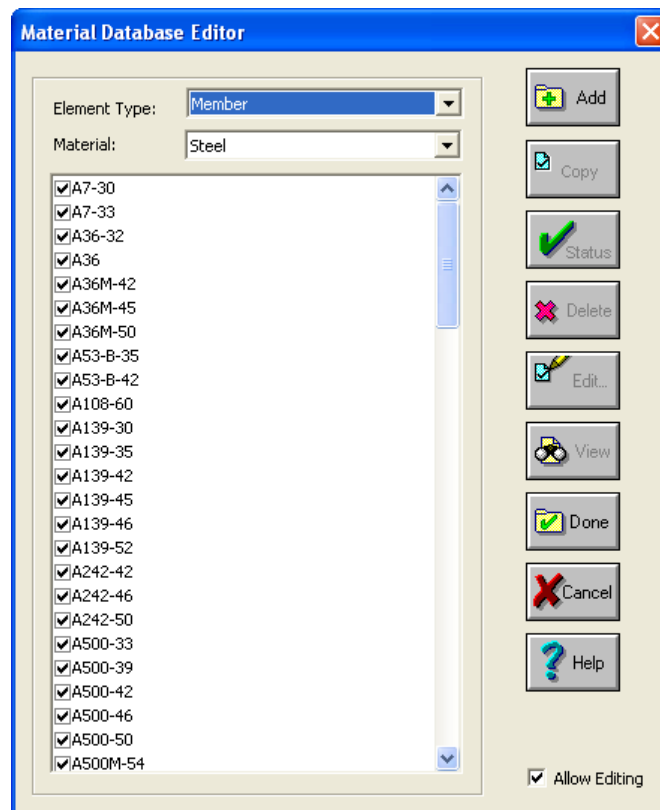 Material Database Editor
Element Type: Member
Material: Steel
A7-30
A7-33
A36-32
A36
A36M-42
A36M-45
A36M-50
A53-B-35
A53-B-42
A108-60
A139-30
A139-35
A139-42
A139-45
A139-46
A139-52
A242-42
A242-46
A242-50
A500-33
A500-39
A500-42
A500-46
A500-50
A500M-54
Add
Copy
Status
Delete
Edit...
View
Done
Cancel
Help
Allow Editing